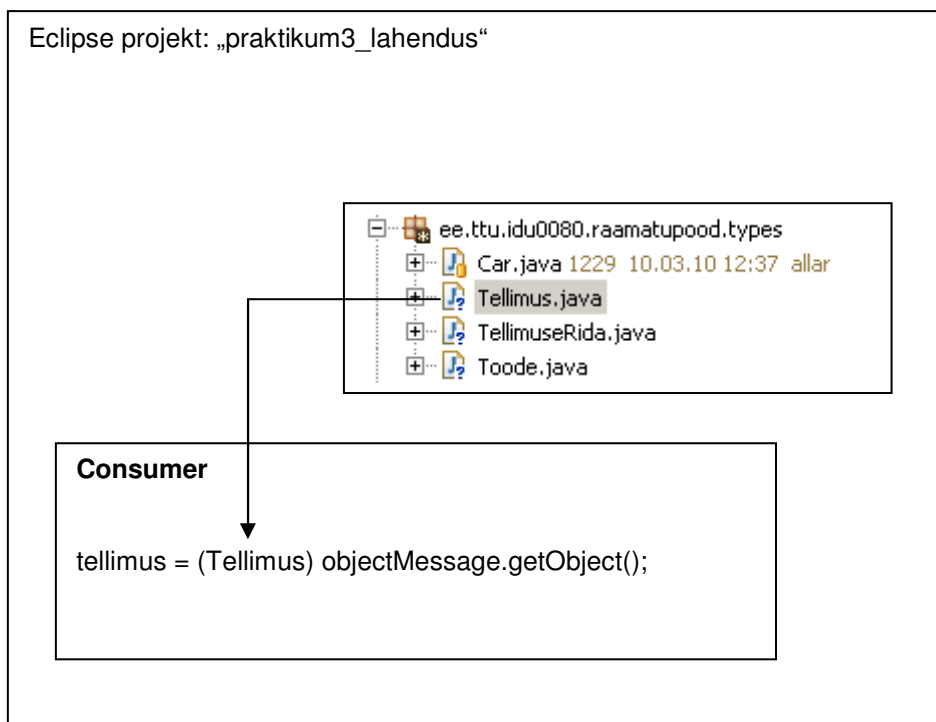 Eclipse projekt: „praktikum3_lahendus“
ee.ttu.idu0080.raamatupood.types
Car.java 1229 10.03.10 12:37 allar
Tellimus.java
TellimuseRida.java
Toode.java
Consumer
tellimus = (Tellimus) objectMessage.getObject();